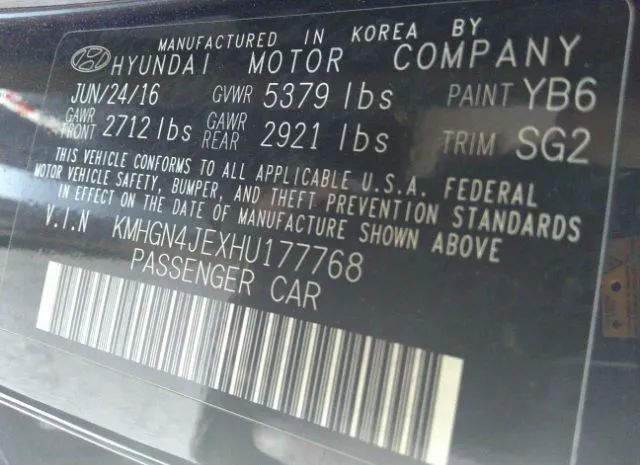 MANUFACTURED IN KOREA BY
HYUNDAI MOTOR COMPANY
JUN/24/16 GVWR 5379 lbs PAINT YB6
GAWR FRONT 2712 lbs GAWR REAR 2921 lbs TRIM SG2
THIS VEHICLE CONFORMS TO ALL APPLICABLE U.S.A. FEDERAL
MOTOR VEHICLE SAFETY, BUMPER, AND THEFT PREVENTION STANDARDS
IN EFFECT ON THE DATE OF MANUFACTURE SHOWN ABOVE
V.I.N KMHGN4JEXHU177768
PASSENGER CAR